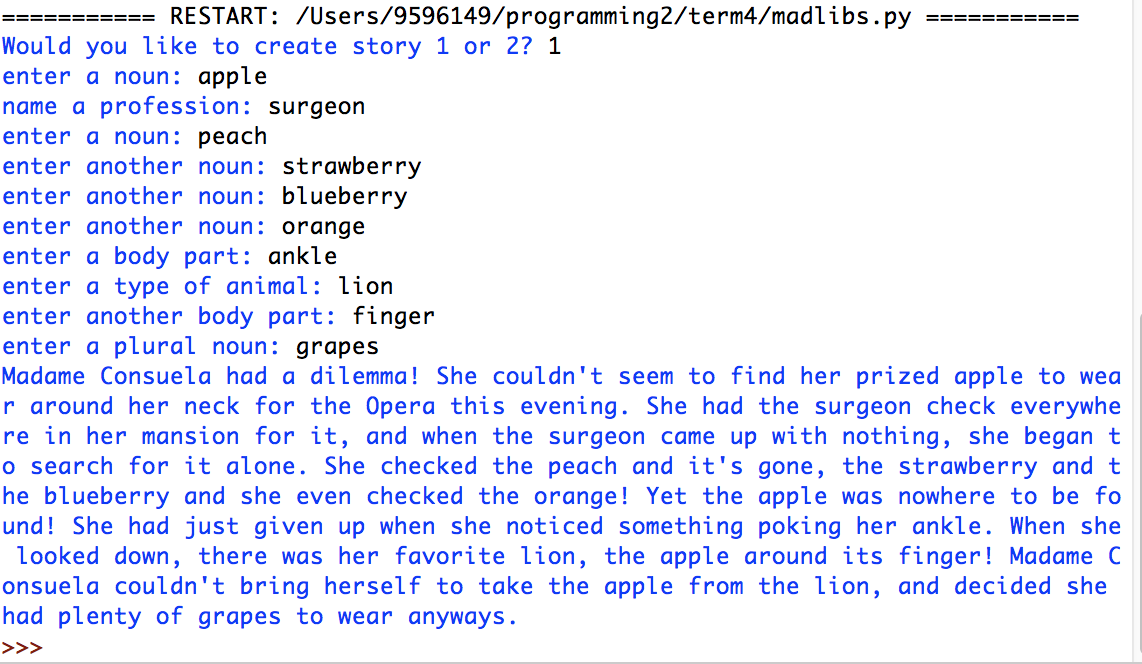 =========== RESTART: /Users/9596149/programming2/term4/madlibs.py ===========
Would you like to create story 1 or 2? 1
enter a noun: apple
name a profession: surgeon
enter a noun: peach
enter another noun: strawberry
enter another noun: blueberry
enter another noun: orange
enter a body part: ankle
enter a type of animal: lion
enter another body part: finger
enter a plural noun: grapes
Madame Consuela had a dilemma! She couldn't seem to find her prized apple to wea
r around her neck for the Opera this evening. She had the surgeon check everywhe
re in her mansion for it, and when the surgeon came up with nothing, she began t
o search for it alone. She checked the peach and it's gone, the strawberry and t
he blueberry and she even checked the orange! Yet the apple was nowhere to be fo
und! She had just given up when she noticed something poking her ankle. When she
 looked down, there was her favorite lion, the apple around its finger! Madame C
onsuela couldn't bring herself to take the apple from the lion, and decided she
had plenty of grapes to wear anyways.
>>>